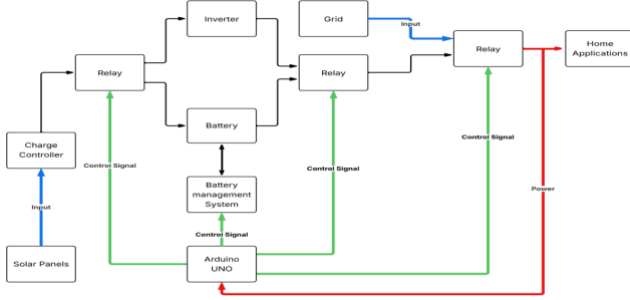 Inverter
Grid
Input
Relay
Home
Applications
Relay
Relay
Battery
Charge
Controller
Control Signal
Control Signal
Control Signal
Battery
management
System
Power
Input
Control Signal
Solar Panels
Arduino
UNO